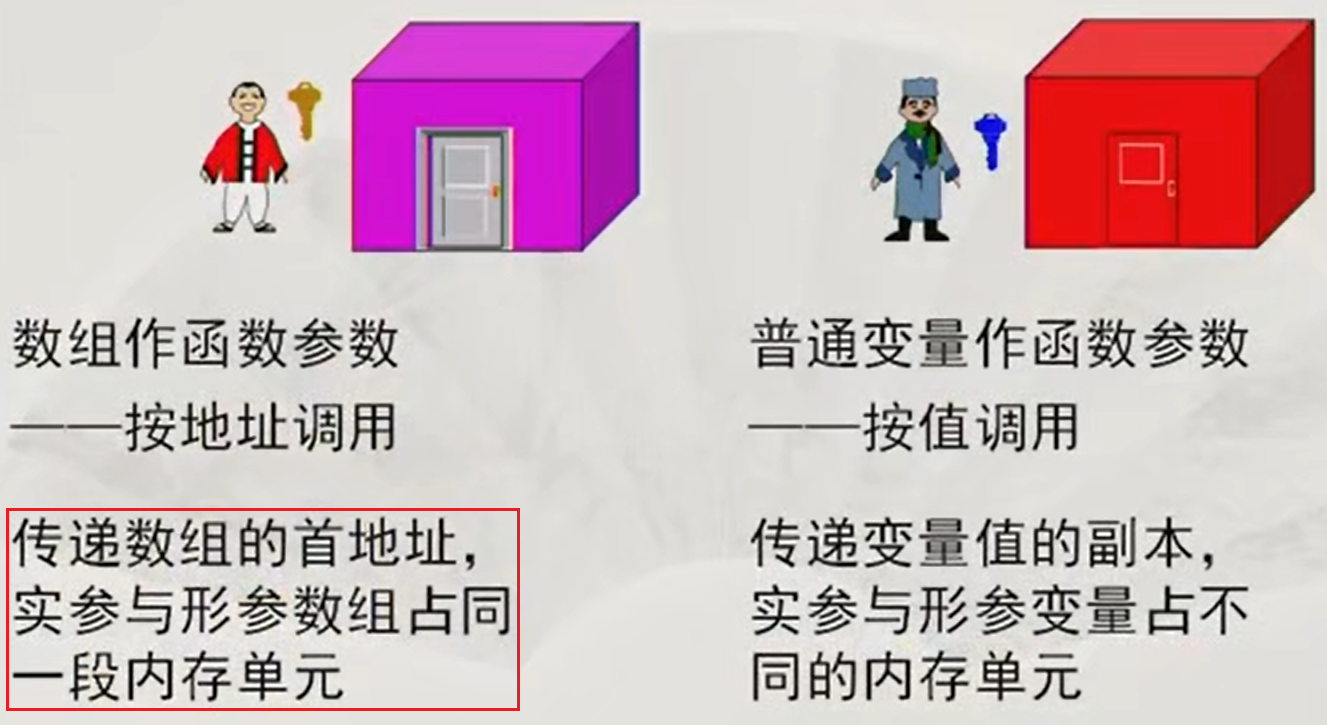 数组作函数参数
——按地址调用
传递数组的首地址，
实参与形参数组占同
一段内存单元
普通变量作函数参数
——按值调用
传递变量值的副本，
实参与形参变量占不
同的内存单元